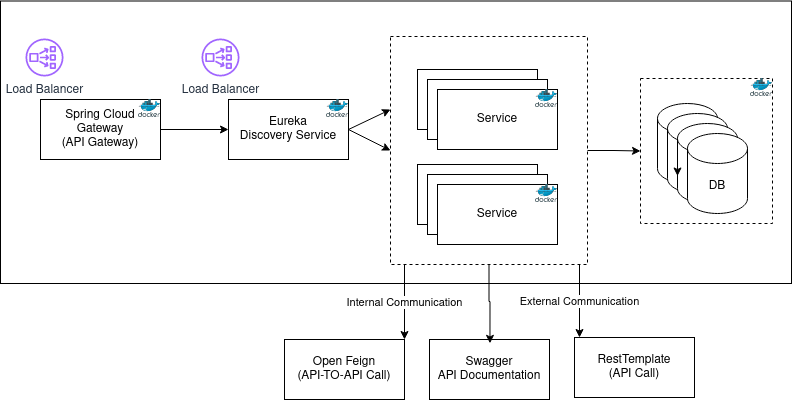 Load Balancer
Load Balancer
Spring Cloud
Gateway
(API Gateway)
docker
Eureka
Discovery Service
docker
Service
docker
Service
docker
docker
DB
Internal Communication
External Communication
Open Feign
(API-TO-API Call)
Swagger
API Documentation
RestTemplate
(API Call)